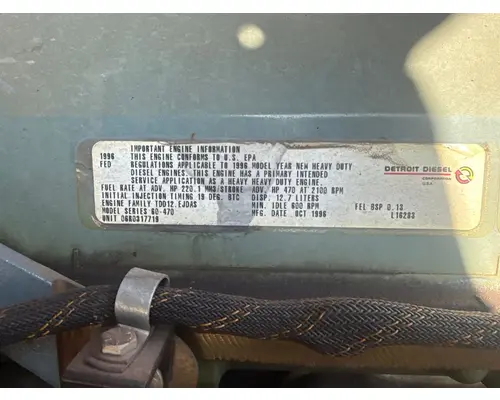 IMPORTANT ENGINE INFORMATION
1996 THIS ENGINE CONFORMS TO U.S. EPA
FED REGULATIONS APPLICABLE TO 1996 MODEL YEAR NEW HEAVY DUTY
DIESEL ENGINES. THIS ENGINE HAS A PRIMARY INTENDED
SERVICE APPLICATION AS A HEAVY HEAVY DUTY ENGINE.
FUEL RATE AT ADV. HP 220.1 MM3/STROKE ADV. HP 470 AT 2100 RPM
INITIAL INJECTION TIMING 19 DEG. BTC DISP. 12.7 LITERS
ENGINE FAMILY TDD12.EJDAS MIN. IDLE 600 RPM FEL BSP 0.13
MODEL SERIES 60-470 MFG. DATE OCT 1996 L16283
UNIT 06R0317719
DETROIT DIESEL
CORPORATION
U.S.A.